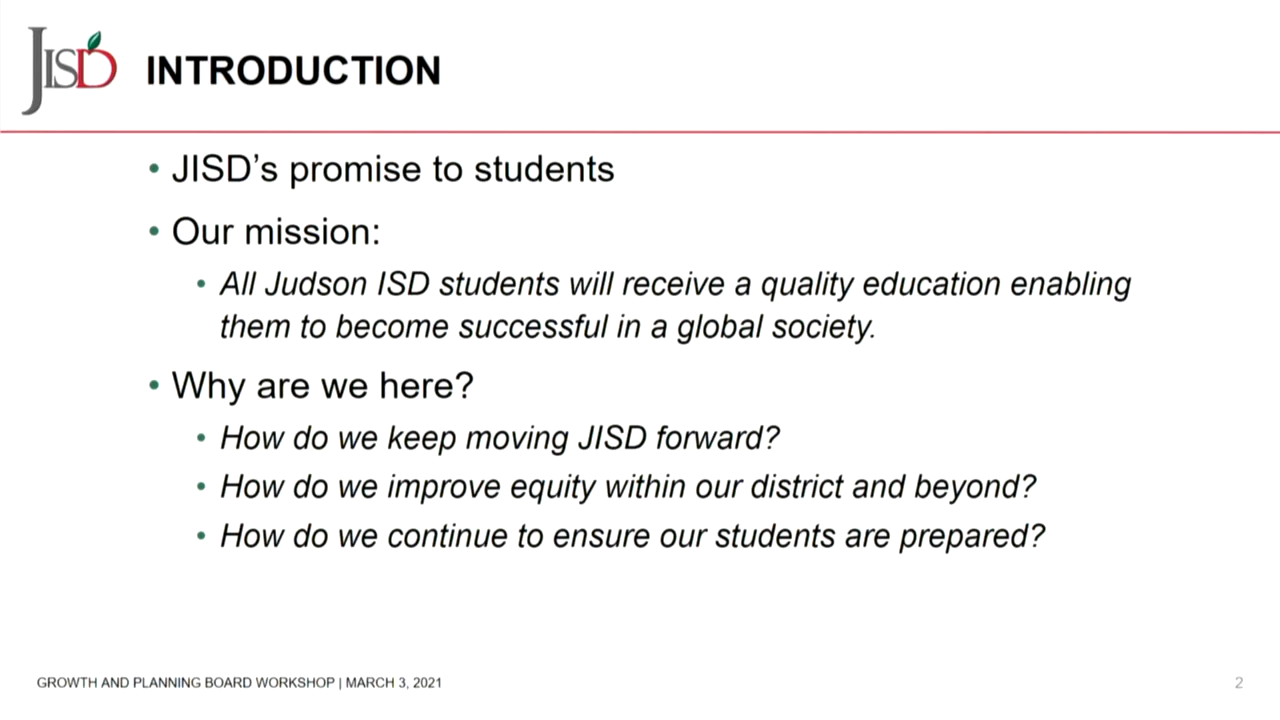 JISD
INTRODUCTION
• JISD’s promise to students
• Our mission:
• All Judson ISD students will receive a quality education enabling
them to become successful in a global society.
• Why are we here?
• How do we keep moving JISD forward?
• How do we improve equity within our district and beyond?
• How do we continue to ensure our students are prepared?
GROWTH AND PLANNING BOARD WORKSHOP | MARCH 3, 2021
2